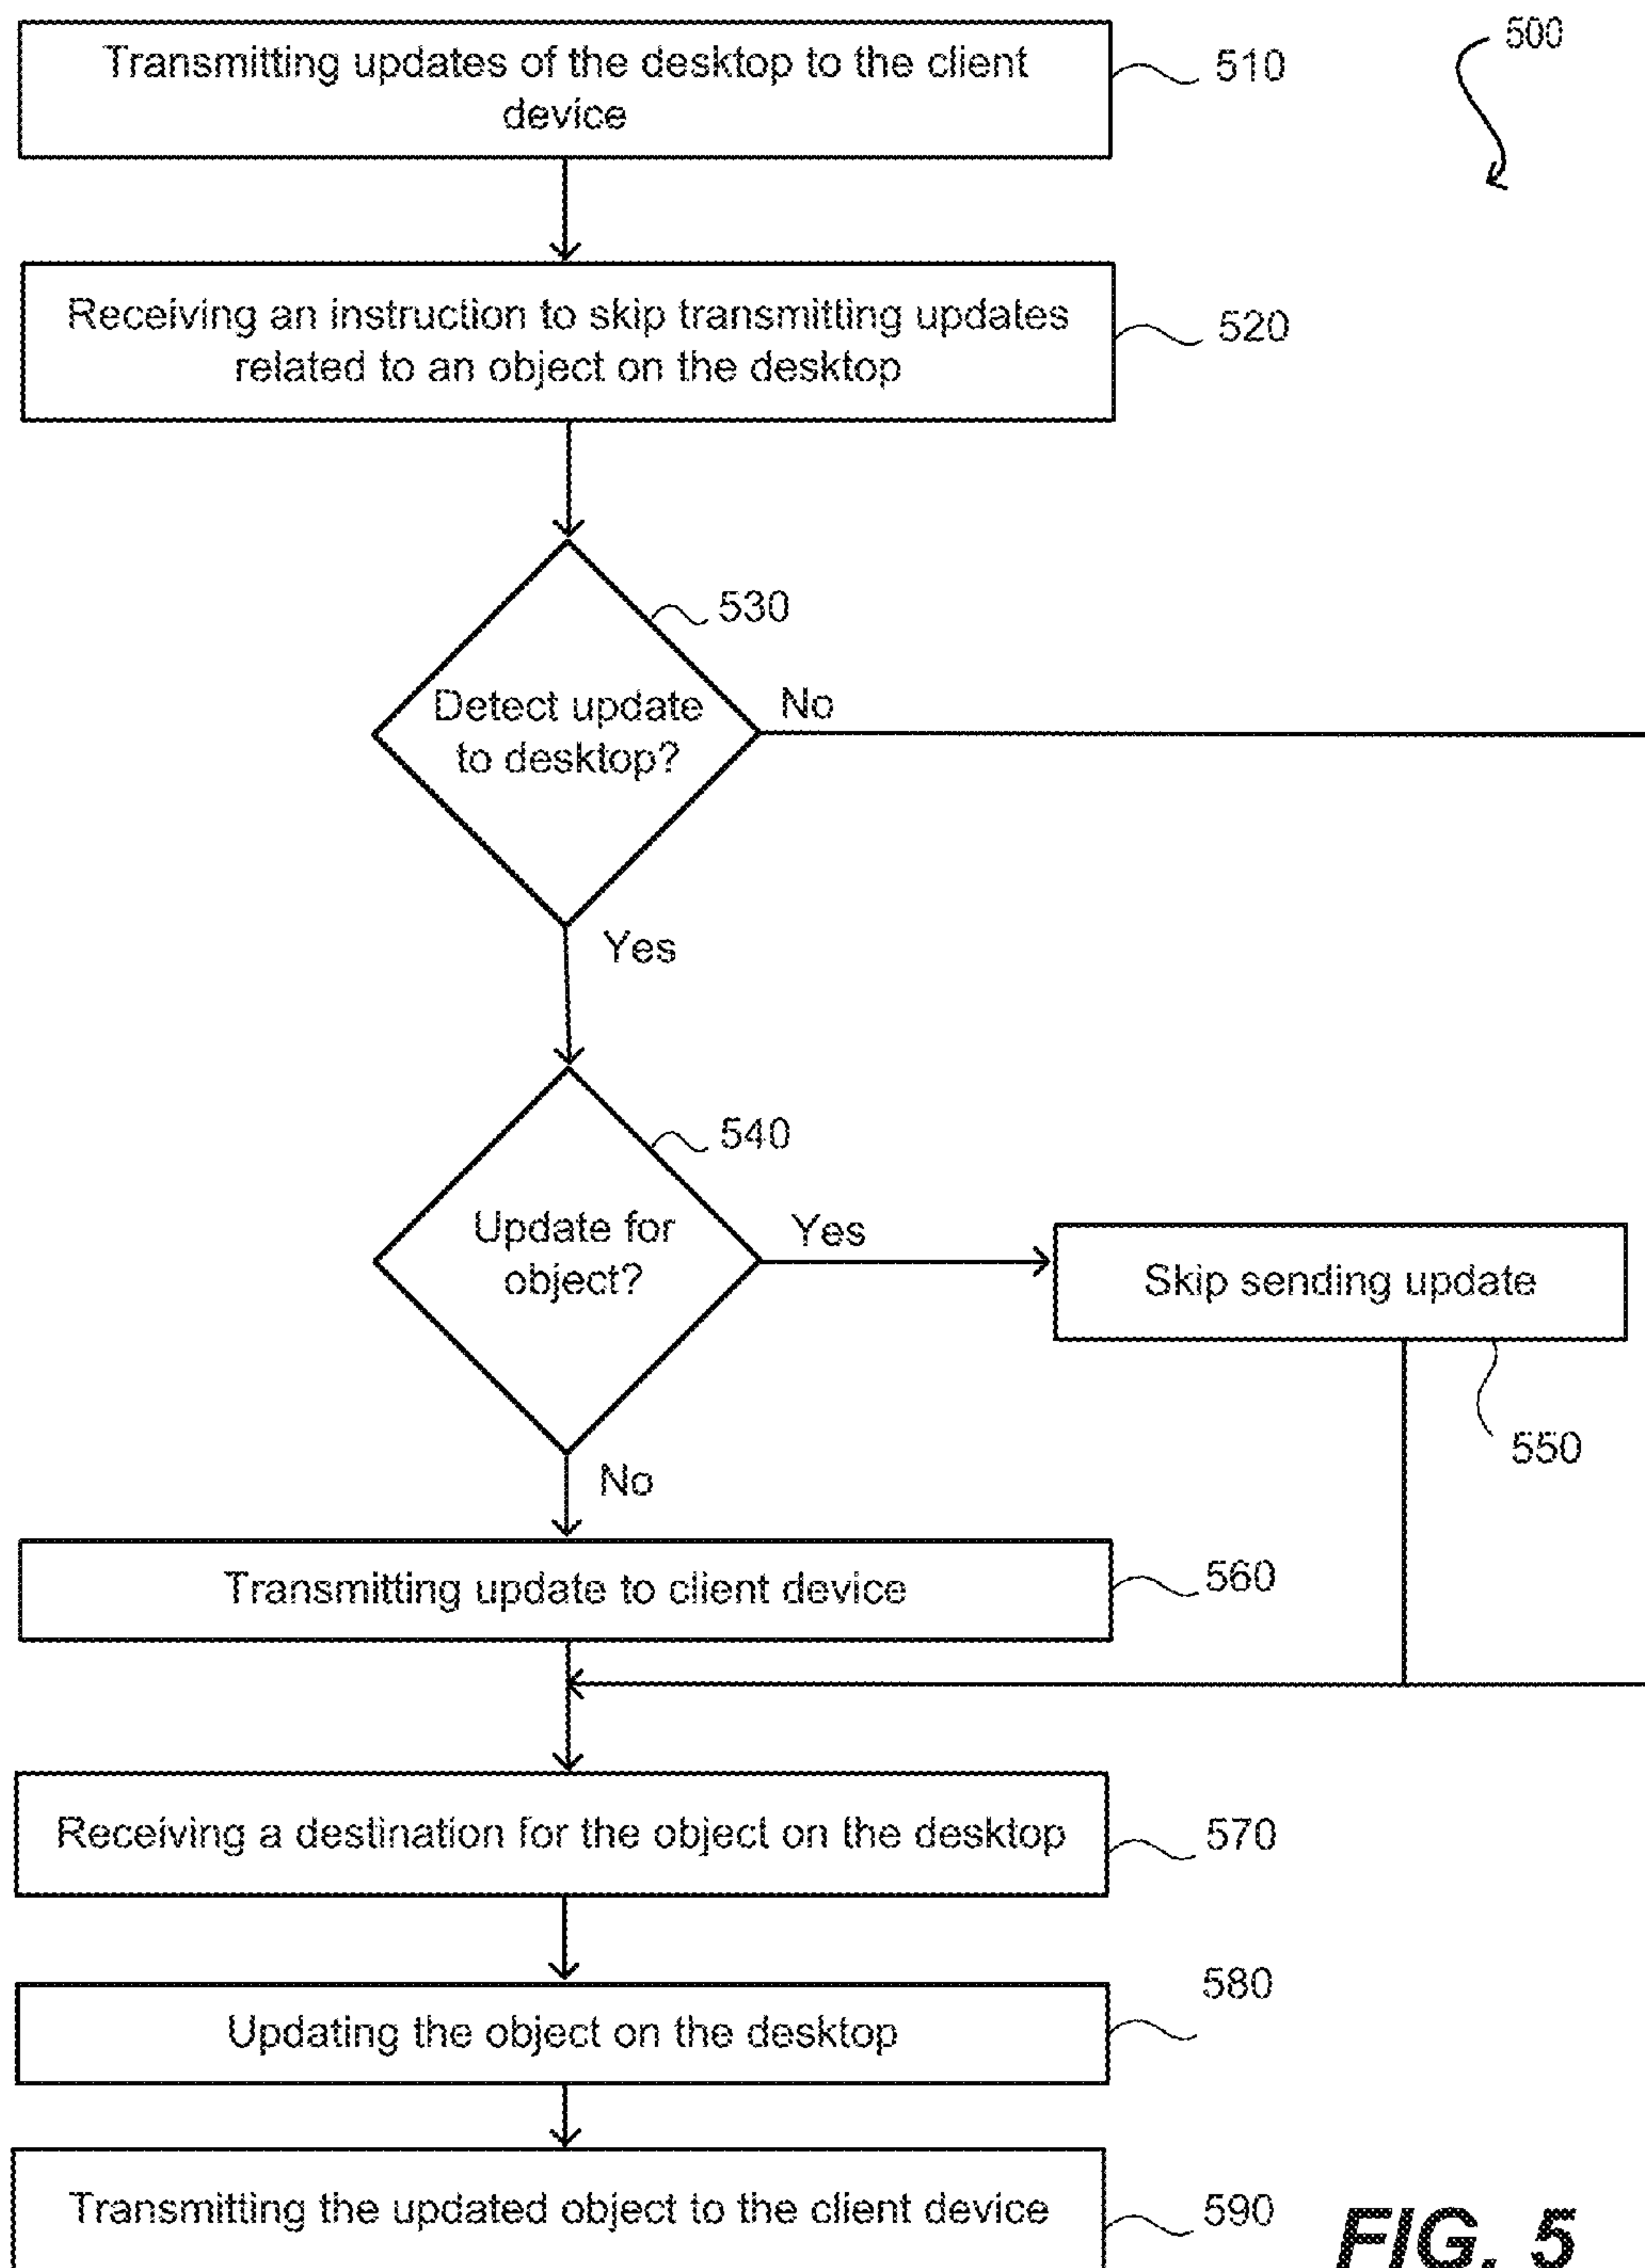 500
Transmitting updates of the desktop to the client
device
510
Receiving an instruction to skip transmitting updates
related to an object on the desktop
520
530
Detect update
to desktop?
No
Yes
540
Update for
object?
Yes
Skip sending update
550
No
Transmitting update to client device
560
Receiving a destination for the object on the desktop
570
Updating the object on the desktop
580
Transmitting the updated object to the client device
590
FIG. 5